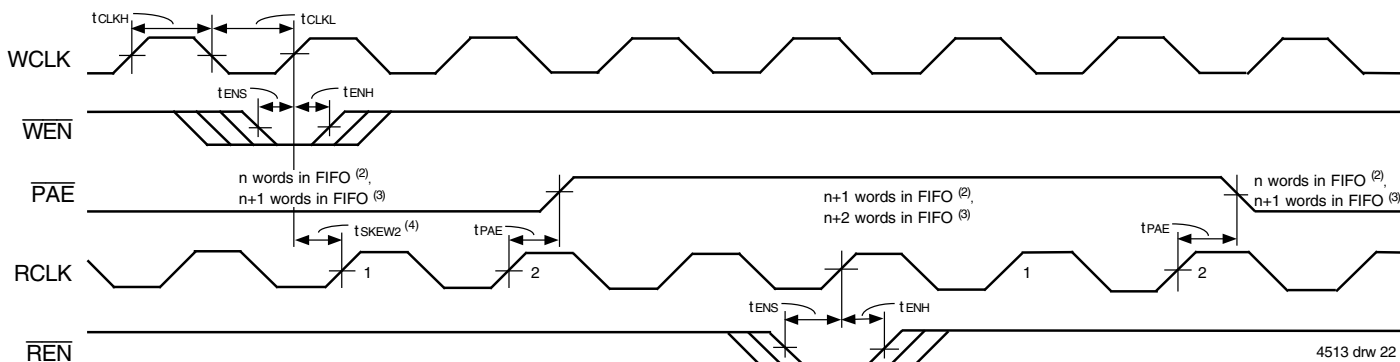 tCLKH
tCLKL
WCLK
tENS
tENH
WEN
n words in FIFO (2),
n+1 words in FIFO (3)
PAE
n+1 words in FIFO (2),
n+2 words in FIFO (3)
n words in FIFO (2),
n+1 words in FIFO (3)
tSKEW2 (4)
tPAE
tPAE
RCLK
1
2
1
2
tENS
tENH
REN
4513 drw 22